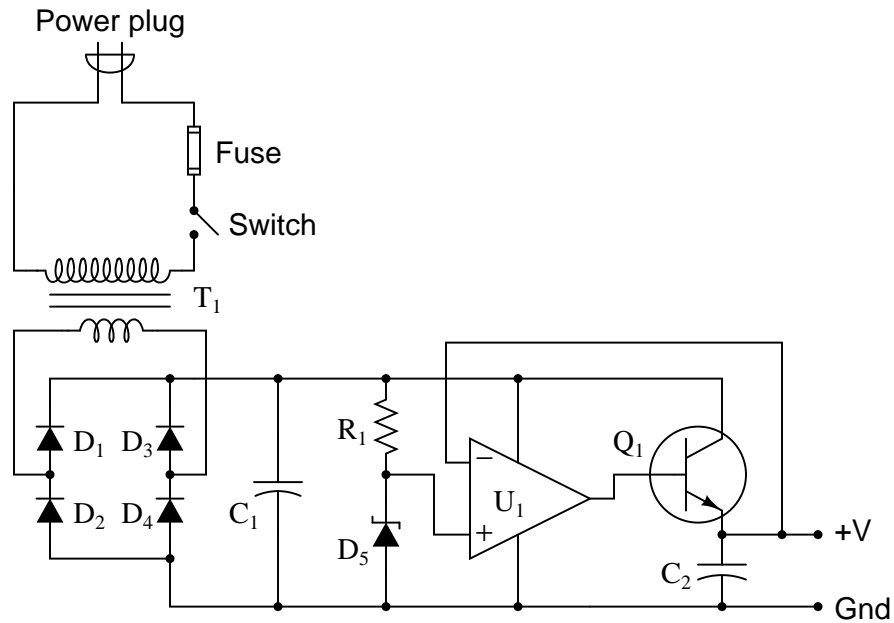 Power plug
Fuse
Switch
T1
D1
D3
D2
D4
C1
R1
D5
−
+
U1
Q1
C2
+V
Gnd